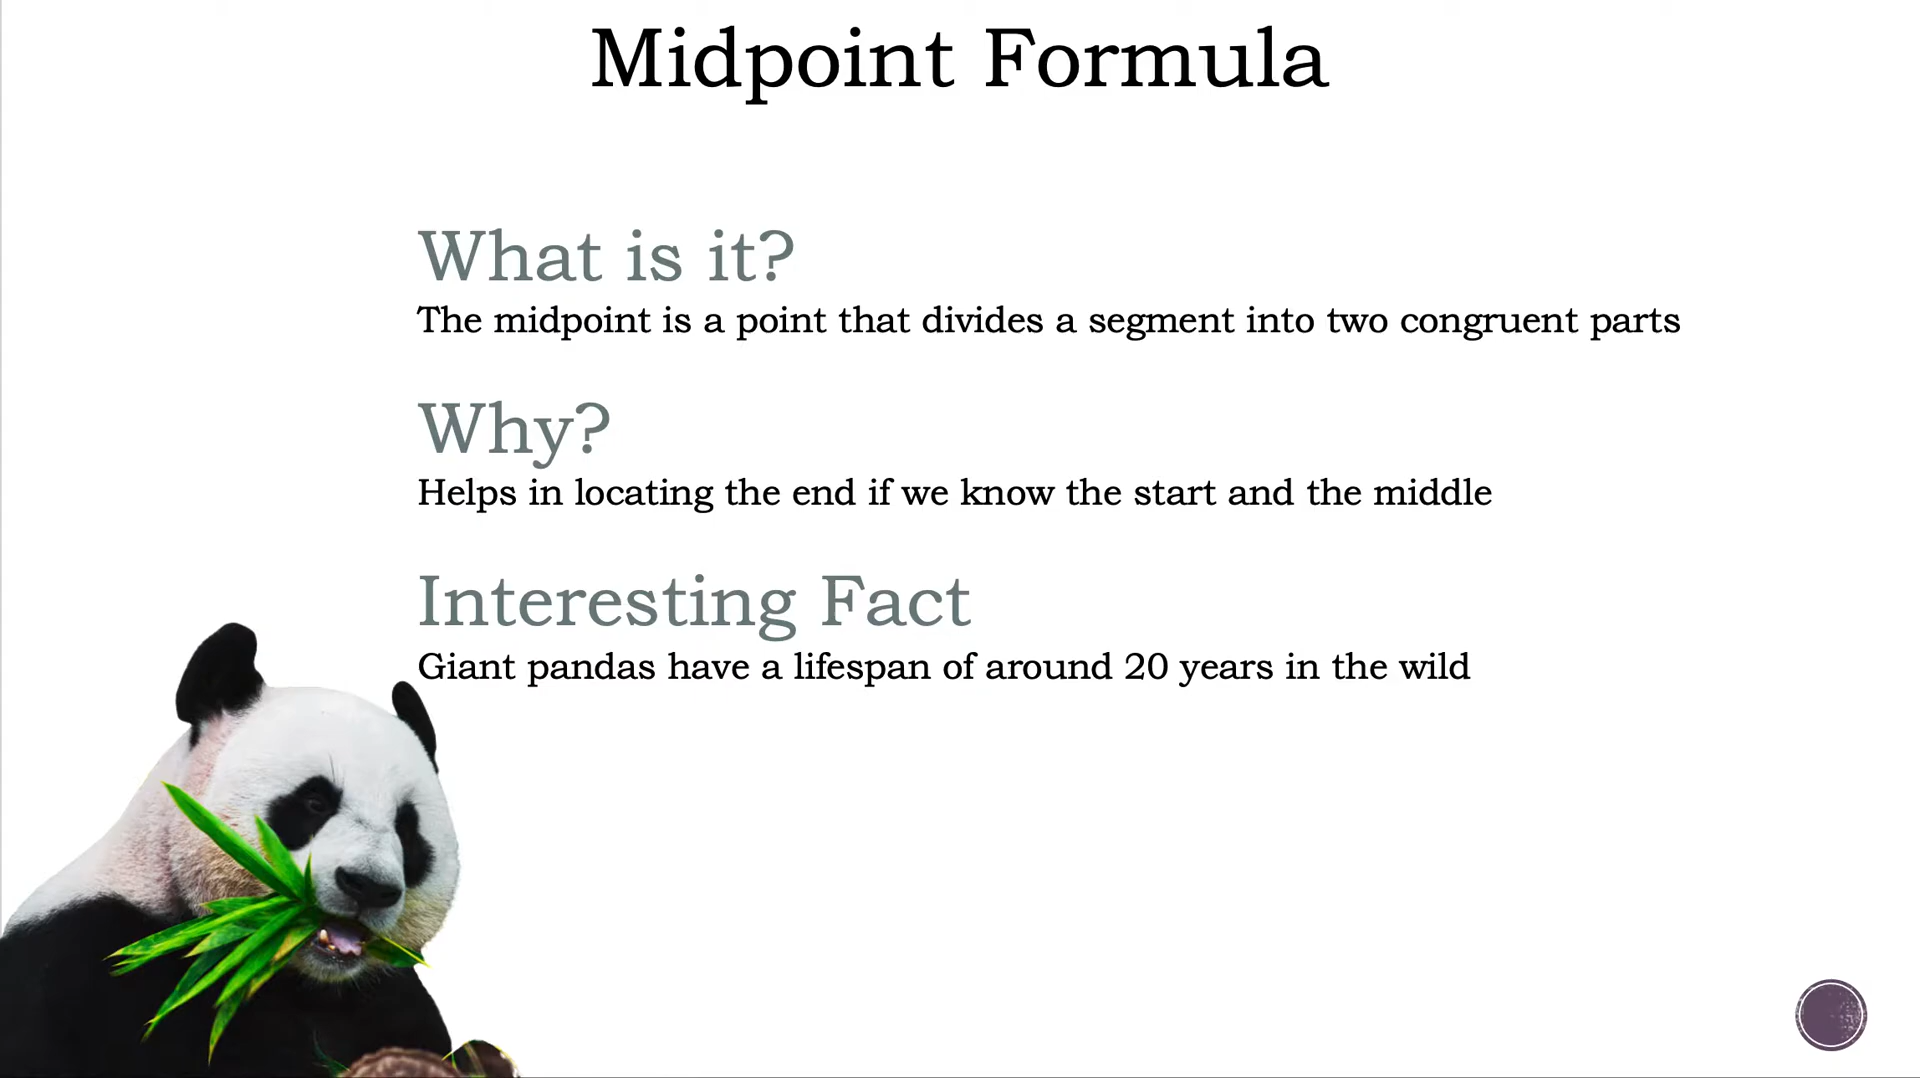 Midpoint Formula
What is it?
The midpoint is a point that divides a segment into two congruent parts
Why?
Helps in locating the end if we know the start and the middle
Interesting Fact
Giant pandas have a lifespan of around 20 years in the wild